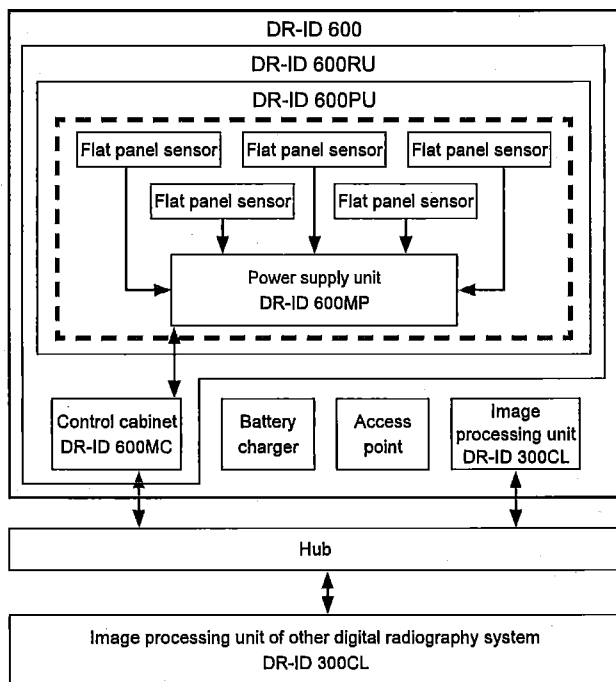 DR-ID 600
DR-ID 600RU
DR-ID 600PU
Flat panel sensor
Flat panel sensor
Flat panel sensor
Flat panel sensor
Flat panel sensor
Power supply unit
DR-ID 600MP
Control cabinet
DR-ID 600MC
Battery
charger
Access
point
Image
processing unit
DR-ID 300CL
Hub
Image processing unit of other digital radiography system
DR-ID 300CL